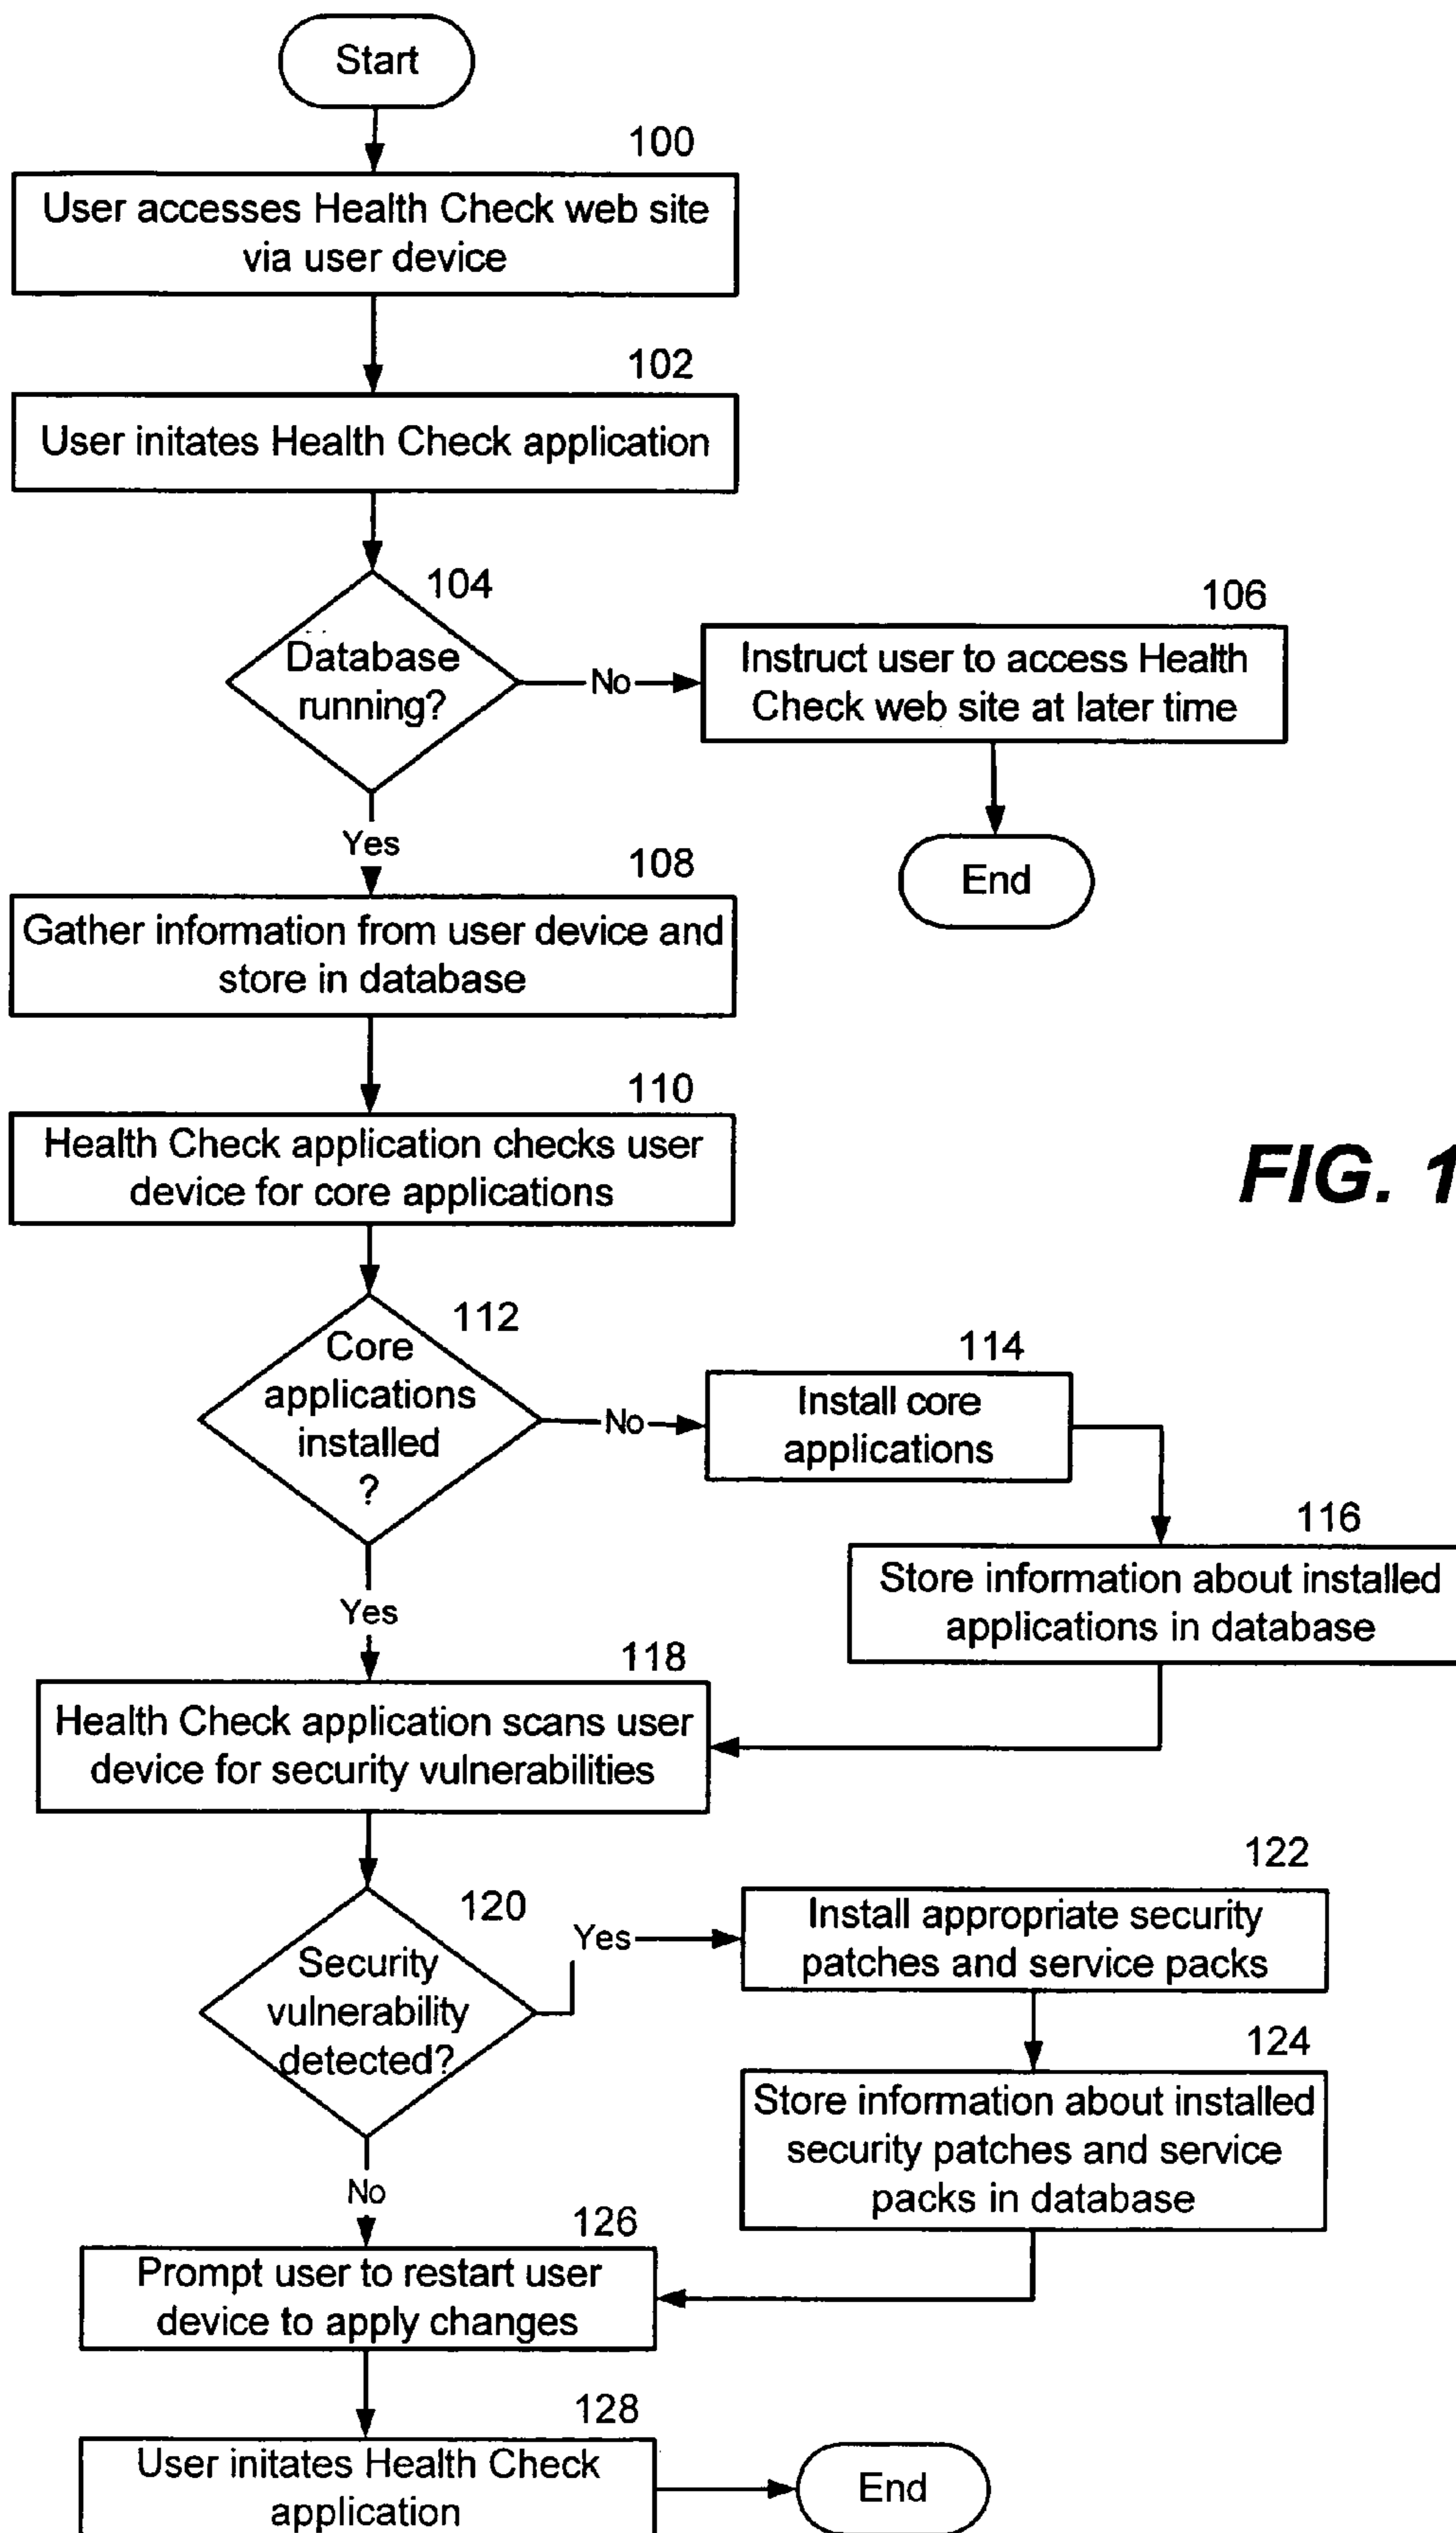 Start
100
User accesses Health Check web site
via user device
102
User initates Health Check application
104
Database
running?
No
106
Instruct user to access Health
Check web site at later time
End
Yes
108
Gather information from user device and
store in database
110
Health Check application checks user
device for core applications
FIG. 1
112
Core
applications
installed
?
No
114
Install core
applications
116
Store information about installed
applications in database
Yes
118
Health Check application scans user
device for security vulnerabilities
120
Security
vulnerability
detected?
Yes
122
Install appropriate security
patches and service packs
124
Store information about installed
security patches and service
packs in database
No
126
Prompt user to restart user
device to apply changes
128
User initates Health Check
application
End